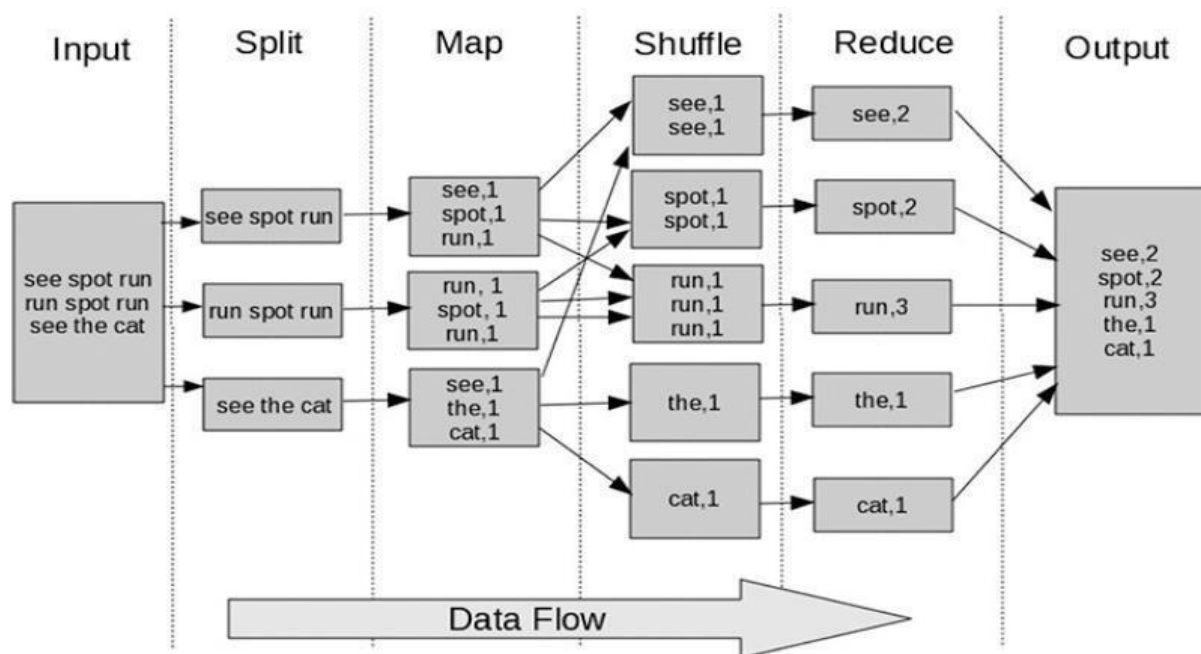 Input
Split
Map
Shuffle
Reduce
Output
see spot run
run spot run
see the cat
see spot run
run spot run
see the cat
see,1
spot,1
run,1
run, 1
spot, 1
run,1
see,1
the,1
cat,1
see,1
see,1
spot,1
spot,1
run,1
run,1
run,1
the,1
cat,1
see,2
spot,2
run,3
the,1
cat,1
see,2
spot,2
run,3
the,1
cat,1
Data Flow